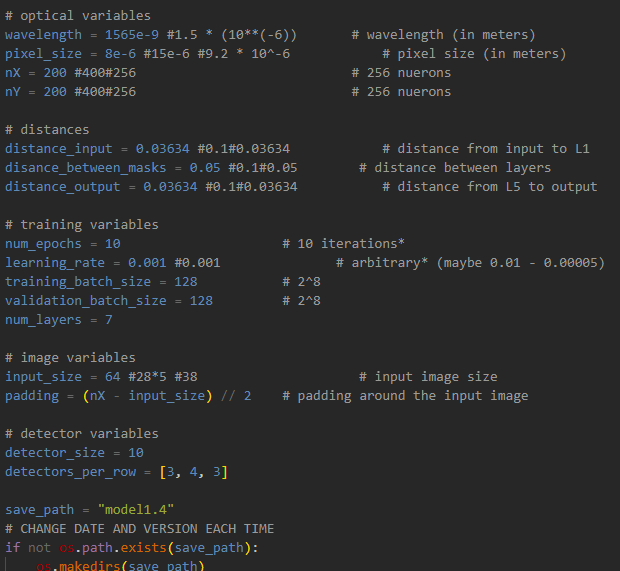 # optical variables
wavelength = 1565e-9 #1.5 * (10**(-6)) # wavelength (in meters)
pixel_size = 8e-6 #15e-6 #9.2 * 10^-6 # pixel size (in meters)
nX = 200 #400#256 # 256 nuerons
nY = 200 #400#256 # 256 nuerons
# distances
distance_input = 0.03634 #0.1#0.03634 # distance from input to L1
disance_between_masks = 0.05 #0.1#0.05 # distance between layers
distance_output = 0.03634 #0.1#0.03634 # distance from L5 to output
# training variables
num_epochs = 10 # 10 iterations*
learning_rate = 0.001 #0.001 # arbitrary* (maybe 0.01 - 0.00005)
training_batch_size = 128 # 2^8
validation_batch_size = 128 # 2^8
num_layers = 7
# image variables
input_size = 64 #28*5 #38 # input image size
padding = (nX - input_size) // 2 # padding around the input image
# detector variables
detector_size = 10
detectors_per_row = [3, 4, 3]
save_path = "model1.4"
# CHANGE DATE AND VERSION EACH TIME
if not os.path.exists(save_path):
os.makedirs(save_path)